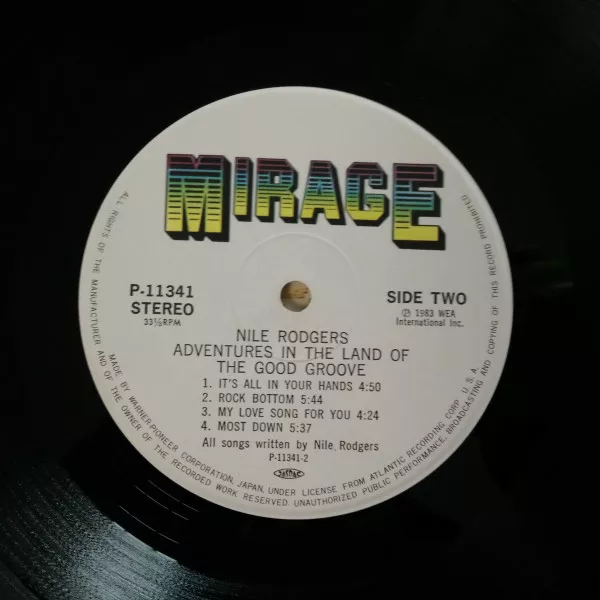 MIRAGE
P-11341
STEREO
33⅓RPM
SIDE TWO
Ⓟ 1983 WEA
International Inc.
NILE RODGERS
ADVENTURES IN THE LAND OF
THE GOOD GROOVE
1. IT'S ALL IN YOUR HANDS 4:50
2. ROCK BOTTOM 5:44
3. MY LOVE SONG FOR YOU 4:24
4. MOST DOWN 5:37
All songs written by Nile Rodgers
P-11341-2
JASRAC
MADE BY WARNER-PIONEER CORPORATION, JAPAN, UNDER LICENSE FROM ATLANTIC RECORDING CORP. U.S.A.
ALL RIGHTS OF THE MANUFACTURER AND OF THE OWNER OF THE RECORDED WORK RESERVED. UNAUTHORIZED PUBLIC PERFORMANCE, BROADCASTING AND COPYING OF THIS RECORD PROHIBITED